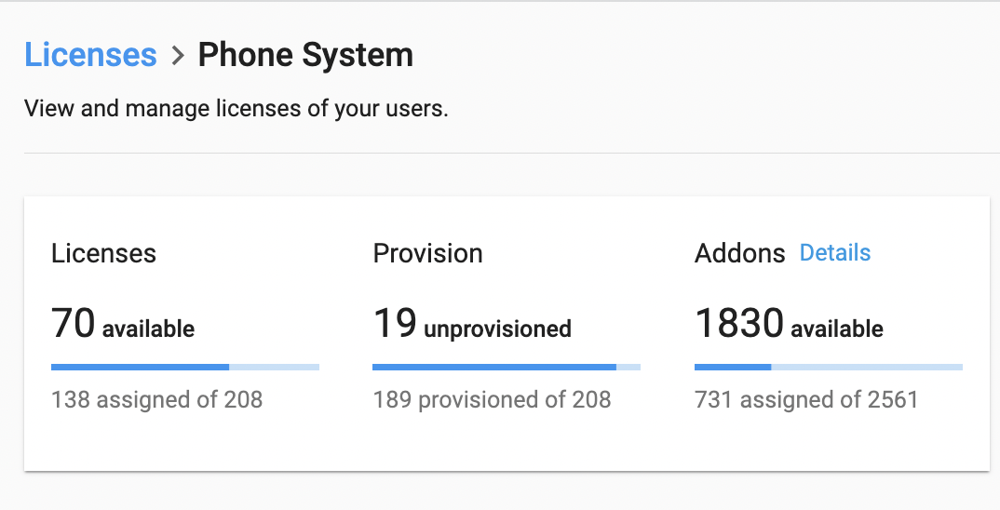 Licenses > Phone System
View and manage licenses of your users.
Licenses
70 available
138 assigned of 208
Provision
19 unprovisioned
189 provisioned of 208
Addons Details
1830 available
731 assigned of 2561